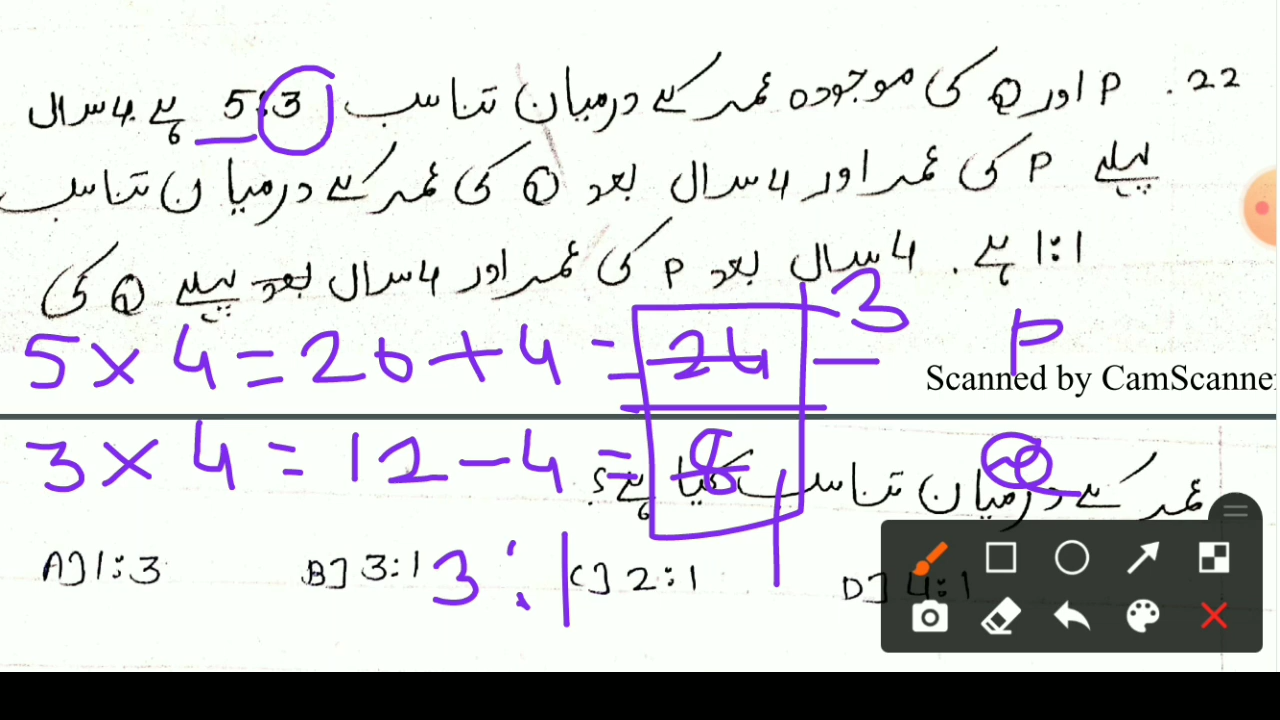 22. P اور Q کی موجودہ عمر کے درمیان تناسب 5:3 ہے 4 سال
پہلے P کی عمر اور 4 سال بعد Q کی عمر کے درمیان تناسب
1:1 ہے. 4 سال بعد P کی عمر اور 4 سال بعد پہلے Q کی
5 × 4 = 20 + 4 = 24 3 P
Scanned by CamScanne
3 × 4 = 12 - 4 = 8 1 Q
عمر کے درمیان تناسب کیا ہے؟
A] 1:3 B] 3:1 3:1 C] 2:1 D] 4:1